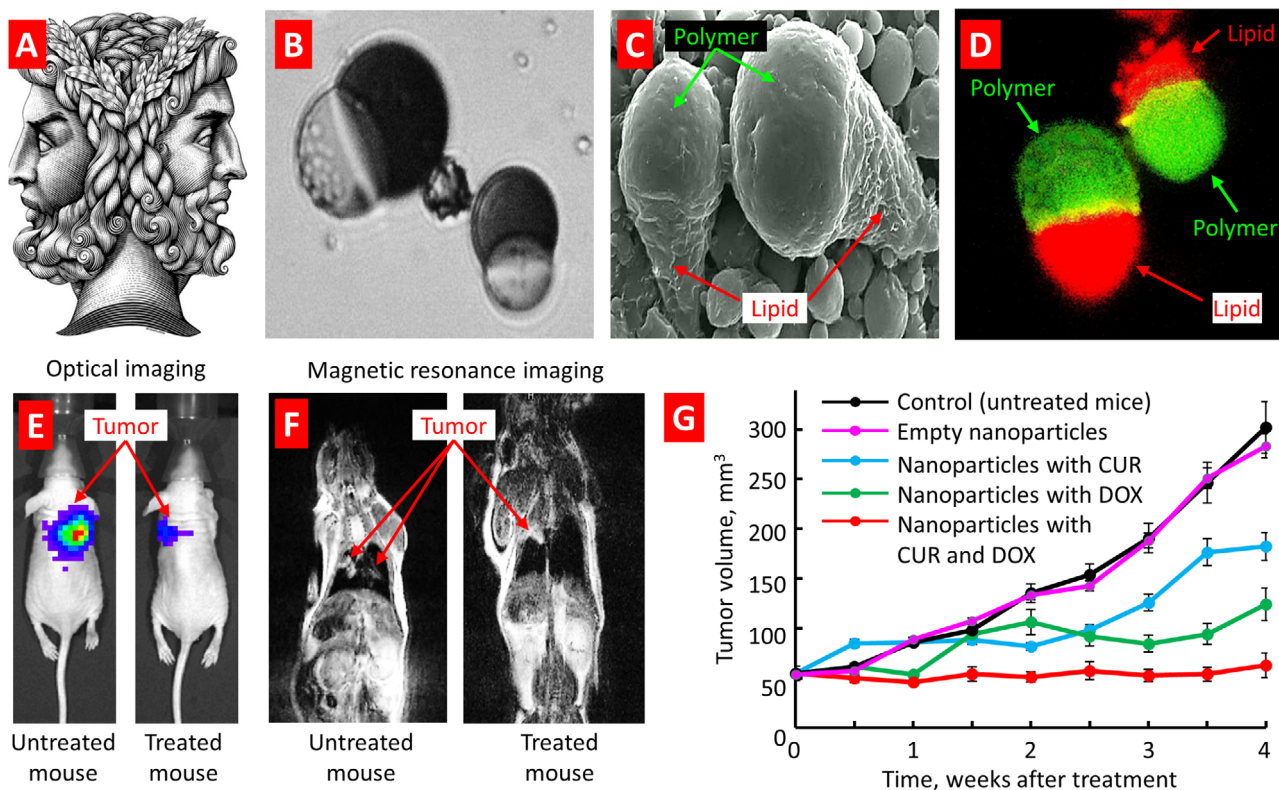 A
B
C
Polymer
Lipid
D
Lipid
Polymer
Polymer
Lipid
Optical imaging
Magnetic resonance imaging
E
Tumor
Untreated
mouse
Treated
mouse
F
Tumor
Untreated
mouse
Treated
mouse
G
Control (untreated mice)
Empty nanoparticles
Nanoparticles with CUR
Nanoparticles with DOX
Nanoparticles with
CUR and DOX
Tumor volume, mm³
300
250
200
150
100
50
0
0
1
2
3
4
Time, weeks after treatment